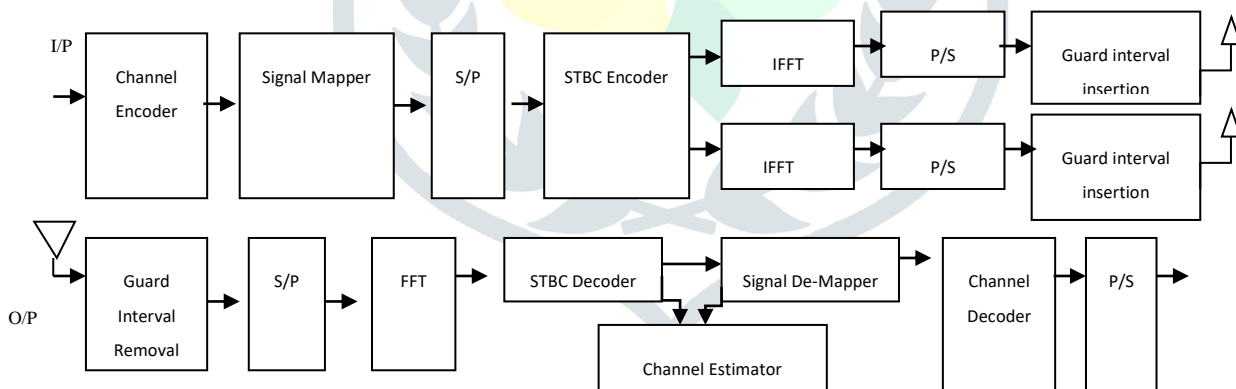 I/P
Channel
Encoder
Signal Mapper
S/P
STBC Encoder
IFFT
P/S
Guard interval
insertion
IFFT
P/S
Guard interval
insertion
O/P
Guard
Interval
Removal
S/P
FFT
STBC Decoder
Signal De-Mapper
Channel
Decoder
P/S
Channel Estimator